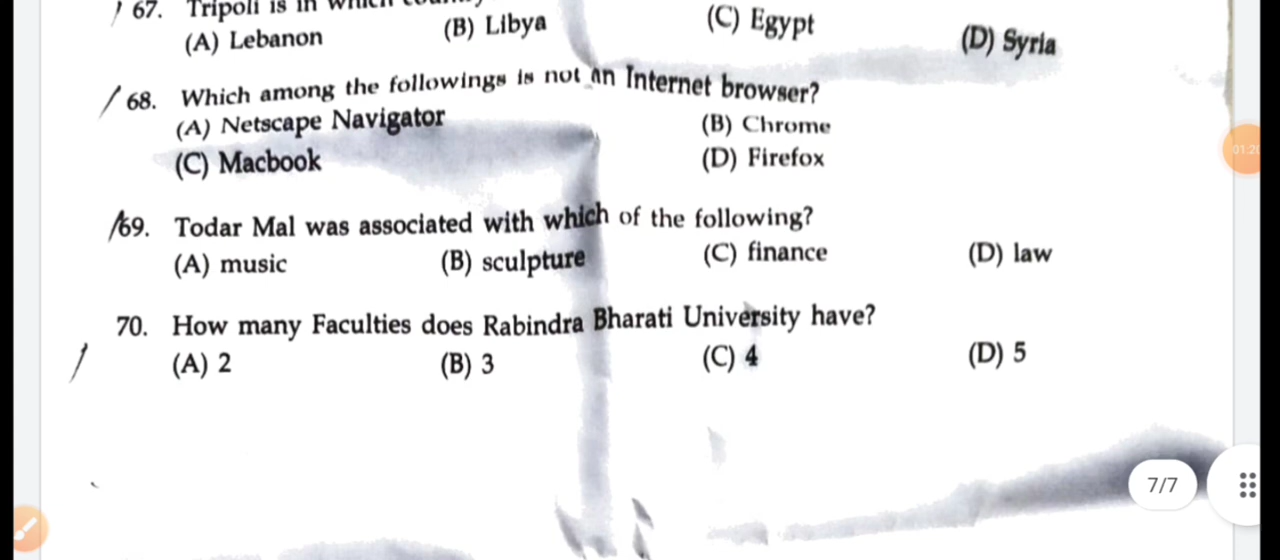 67. Tripoli is in which
(A) Lebanon (B) Libya (C) Egypt (D) Syria
68. Which among the followings is not an Internet browser?
(A) Netscape Navigator (B) Chrome
(C) Macbook (D) Firefox
69. Todar Mal was associated with which of the following?
(A) music (B) sculpture (C) finance (D) law
70. How many Faculties does Rabindra Bharati University have?
(A) 2 (B) 3 (C) 4 (D) 5
7/7